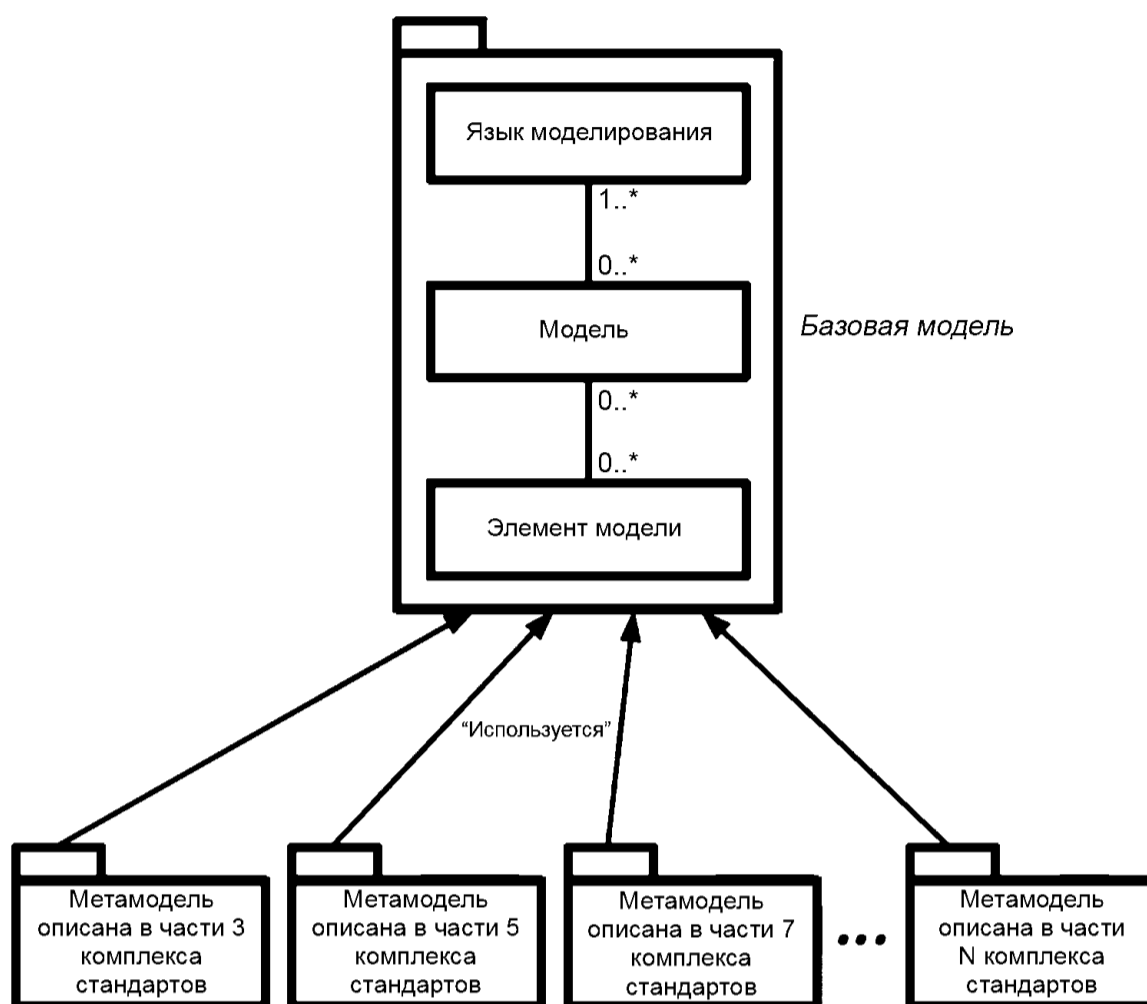 Язык моделирования
1..*
0..*
Модель
Базовая модель
0..*
0..*
Элемент модели
“Используется”
Метамодель
описана в части 3
комплекса
стандартов
Метамодель
описана в части 5
комплекса
стандартов
Метамодель
описана в части 7
комплекса
стандартов
...
Метамодель
описана в части
N комплекса
стандартов